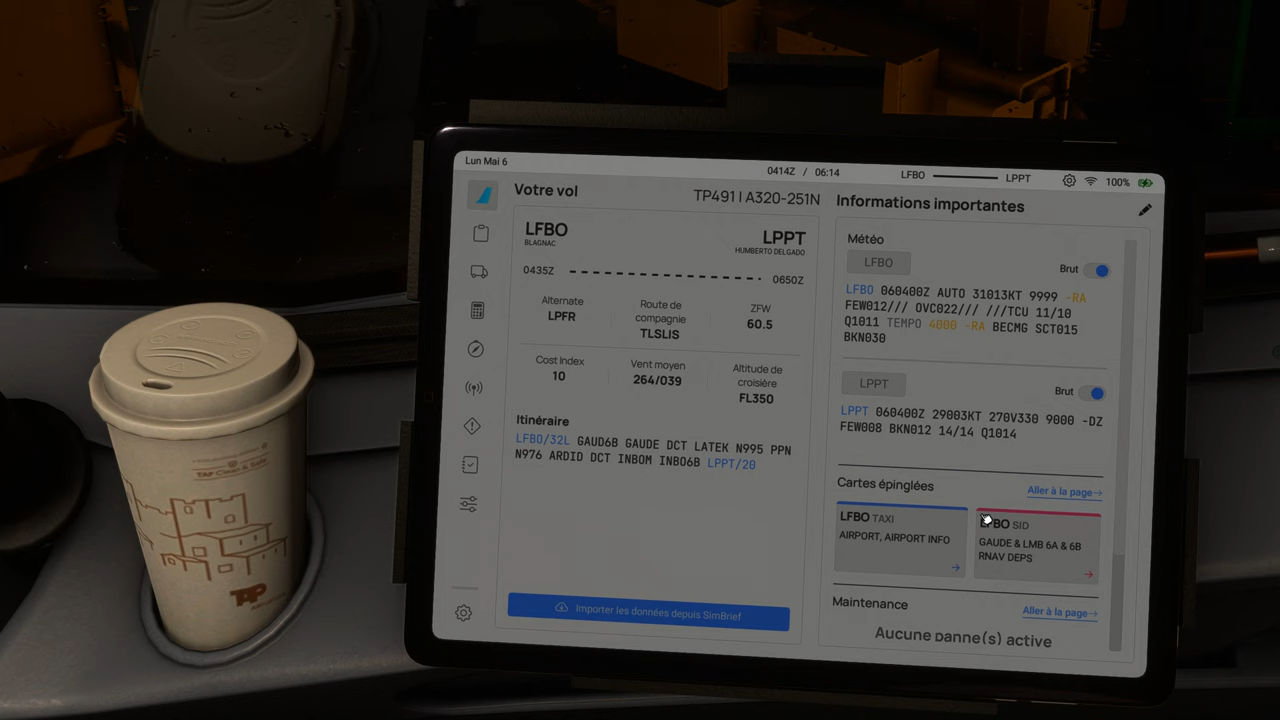 Lun Mai 6
0414Z / 06:14
LFBO LPPT
100%
Votre vol
TP491 | A320-251N
LFBO
BLAGNAC
LPPT
HUMBERTO DELGADO
0435Z
0650Z
Alternate
LPFR
Route de
compagnie
TLSLIS
ZFW
60.5
Cost Index
10
Vent moyen
264/039
Altitude de
croisière
FL350
Itinéraire
LFBO/32L GAUD6B GAUDE DCT LATEK N995 PPN
N976 ARDID DCT INBOM INBO6B LPPT/20
Importer les données depuis SimBrief
Informations importantes
Météo
LFBO
Brut
LFBO 060400Z AUTO 31013KT 9999 -RA
FEW012/// OVC022/// ///TCU 11/10
Q1011 TEMPO 4000 -RA BECMG SCT015
BKN030
LPPT
Brut
LPPT 060400Z 29003KT 270V330 9000 -DZ
FEW008 BKN012 14/14 Q1014
Cartes épinglées
Aller à la page
LFBO TAXI
AIRPORT, AIRPORT INFO
LFBO SID
GAUDE & LMB 6A & 6B
RNAV DEPS
Maintenance
Aller à la page
Aucune panne(s) active
TAP Clean & Safe
TAP